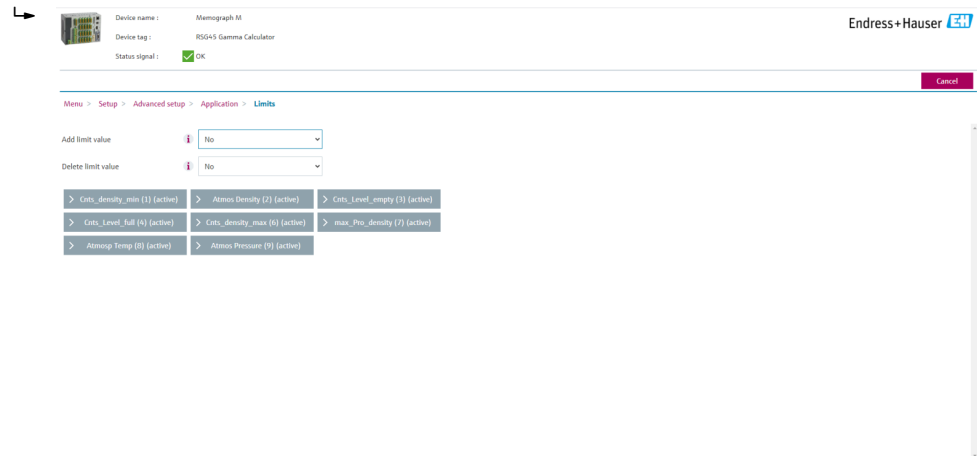 Device name : Memograph M
Endress+Hauser EH
Device tag : RSG45 Gamma Calculator
Status signal : OK
Cancel
Menu > Setup > Advanced setup > Application > Limits
Add limit value i No
Delete limit value i No
> Cnts_density_min (1) (active) > Atmos Density (2) (active) > Cnts_Level_empty (3) (active)
> Cnts_Level_full (4) (active) > Cnts_density_max (6) (active) > max_Pro_density (7) (active)
> Atmosp Temp (8) (active) > Atmos Pressure (9) (active)